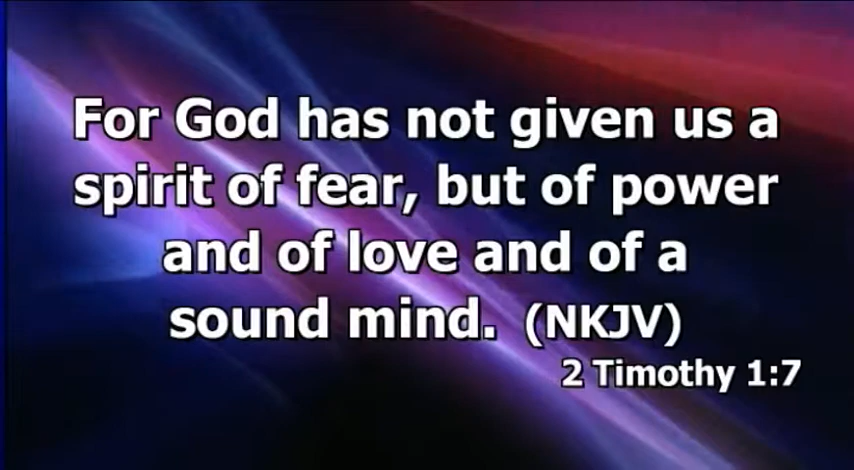 For God has not given us a
spirit of fear, but of power
and of love and of a
sound mind. (NKJV)
2 Timothy 1:7